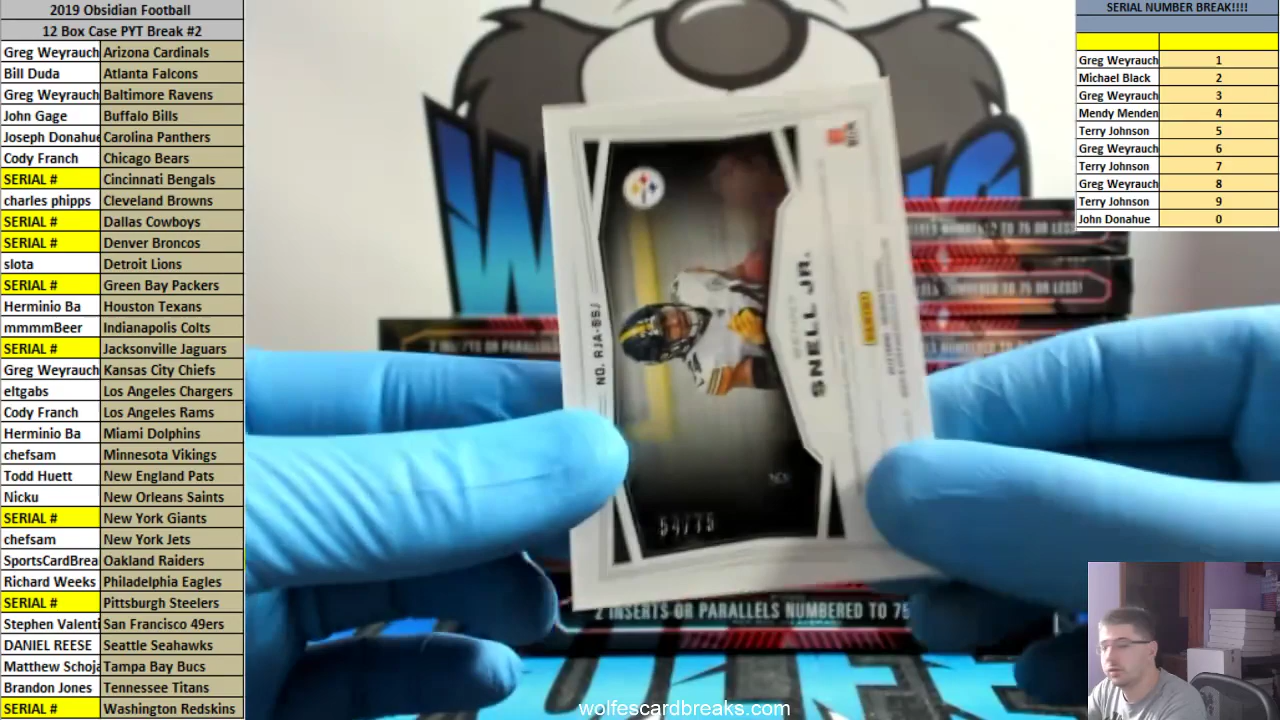 2019 Obsidian Football
12 Box Case PYT Break #2
Greg Weyrauch Arizona Cardinals
Bill Duda Atlanta Falcons
Greg Weyrauch Baltimore Ravens
John Gage Buffalo Bills
Joseph Donahue Carolina Panthers
Cody Franch Chicago Bears
SERIAL # Cincinnati Bengals
charles phipps Cleveland Browns
SERIAL # Dallas Cowboys
SERIAL # Denver Broncos
slota Detroit Lions
SERIAL # Green Bay Packers
Herminio Ba Houston Texans
mmmmBeer Indianapolis Colts
SERIAL # Jacksonville Jaguars
Greg Weyrauch Kansas City Chiefs
eltgabs Los Angeles Chargers
Cody Franch Los Angeles Rams
Herminio Ba Miami Dolphins
chefsam Minnesota Vikings
Todd Huett New England Pats
Nicku New Orleans Saints
SERIAL # New York Giants
chefsam New York Jets
SportsCardBrea Oakland Raiders
Richard Weeks Philadelphia Eagles
SERIAL # Pittsburgh Steelers
Stephen Valenti San Francisco 49ers
DANIEL REESE Seattle Seahawks
Matthew Schoja Tampa Bay Bucs
Brandon Jones Tennessee Titans
SERIAL # Washington Redskins
SERIAL NUMBER BREAK!!!!
Greg Weyrauch 1
Michael Black 2
Greg Weyrauch 3
Mendy Menden 4
Terry Johnson 5
Greg Weyrauch 6
Terry Johnson 7
Greg Weyrauch 8
Terry Johnson 9
John Donahue 0
NO. RJA-BSJ
SNELL JR.
PANINI
54/75
2 INSERTS OR PARALLELS
2 INSERTS OR PARALLELS NUMBERED TO 75
wolfescardbreaks.com